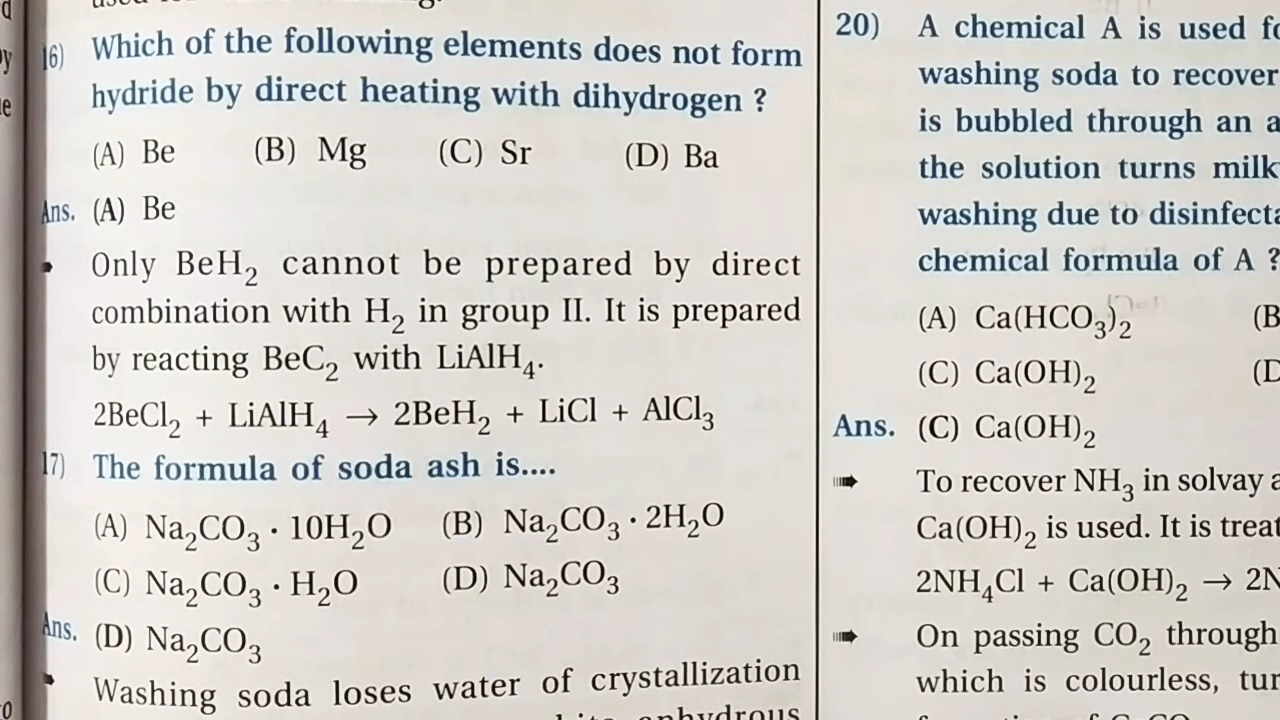 16) Which of the following elements does not form
hydride by direct heating with dihydrogen ?
(A) Be (B) Mg (C) Sr (D) Ba
Ans. (A) Be
Only BeH₂ cannot be prepared by direct
combination with H₂ in group II. It is prepared
by reacting BeC₂ with LiAlH₄.
2BeCl₂ + LiAlH₄ → 2BeH₂ + LiCl + AlCl₃
17) The formula of soda ash is....
(A) Na₂CO₃ · 10H₂O (B) Na₂CO₃ · 2H₂O
(C) Na₂CO₃ · H₂O (D) Na₂CO₃
Ans. (D) Na₂CO₃
Washing soda loses water of crystallization
anhydrous
20) A chemical A is used
washing soda to recover
is bubbled through an
the solution turns
washing due to
chemical formula of A ?
(A) Ca(HCO₃)₂
(C) Ca(OH)₂
Ans. (C) Ca(OH)₂
To recover NH₃ in solvay
Ca(OH)₂ is used. It is
2NH₄Cl + Ca(OH)₂ →
On passing CO₂ through
which is colourless,